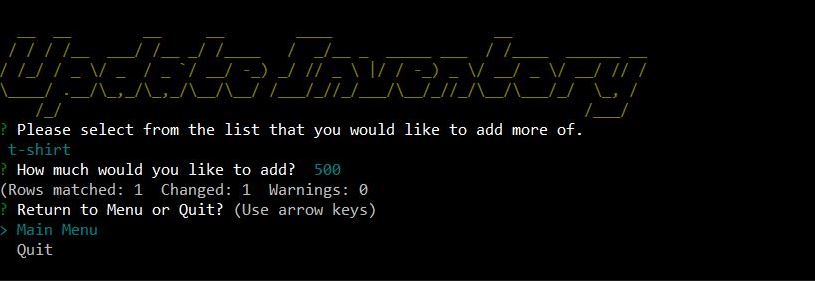 Update Inventory
? Please select from the list that you would like to add more of.
t-shirt
? How much would you like to add? 500
(Rows matched: 1 Changed: 1 Warnings: 0
? Return to Menu or Quit? (Use arrow keys)
> Main Menu
Quit